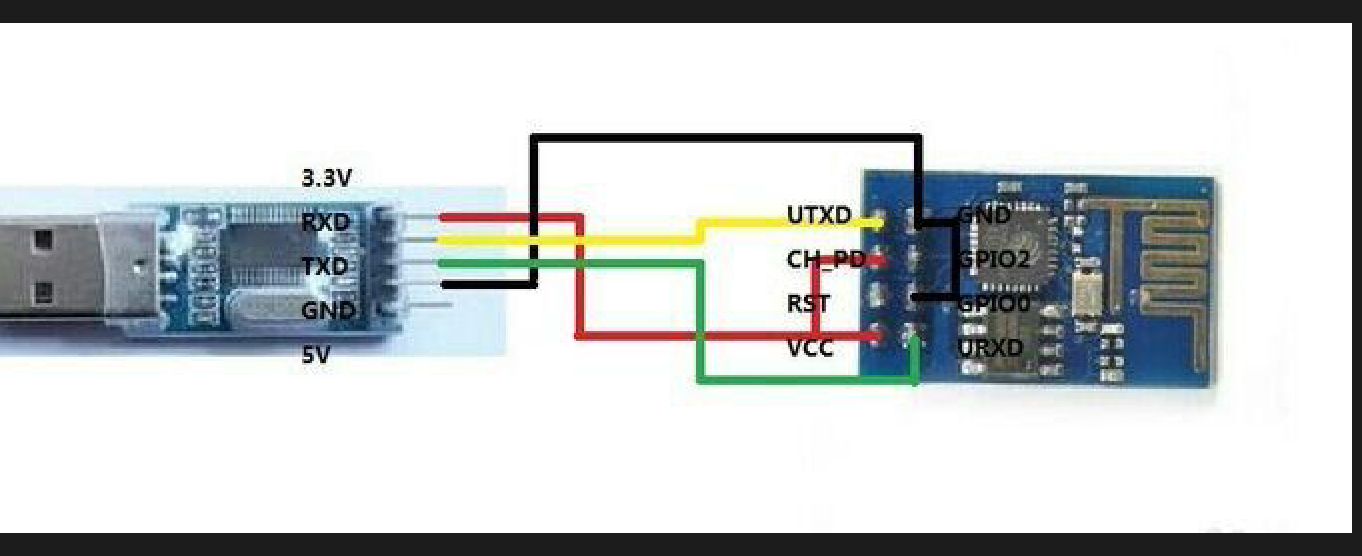 3.3V
RXD
TXD
GND
5V
UTXD
CH_PD
RST
VCC
GND
GPIO2
GPIO0
URXD